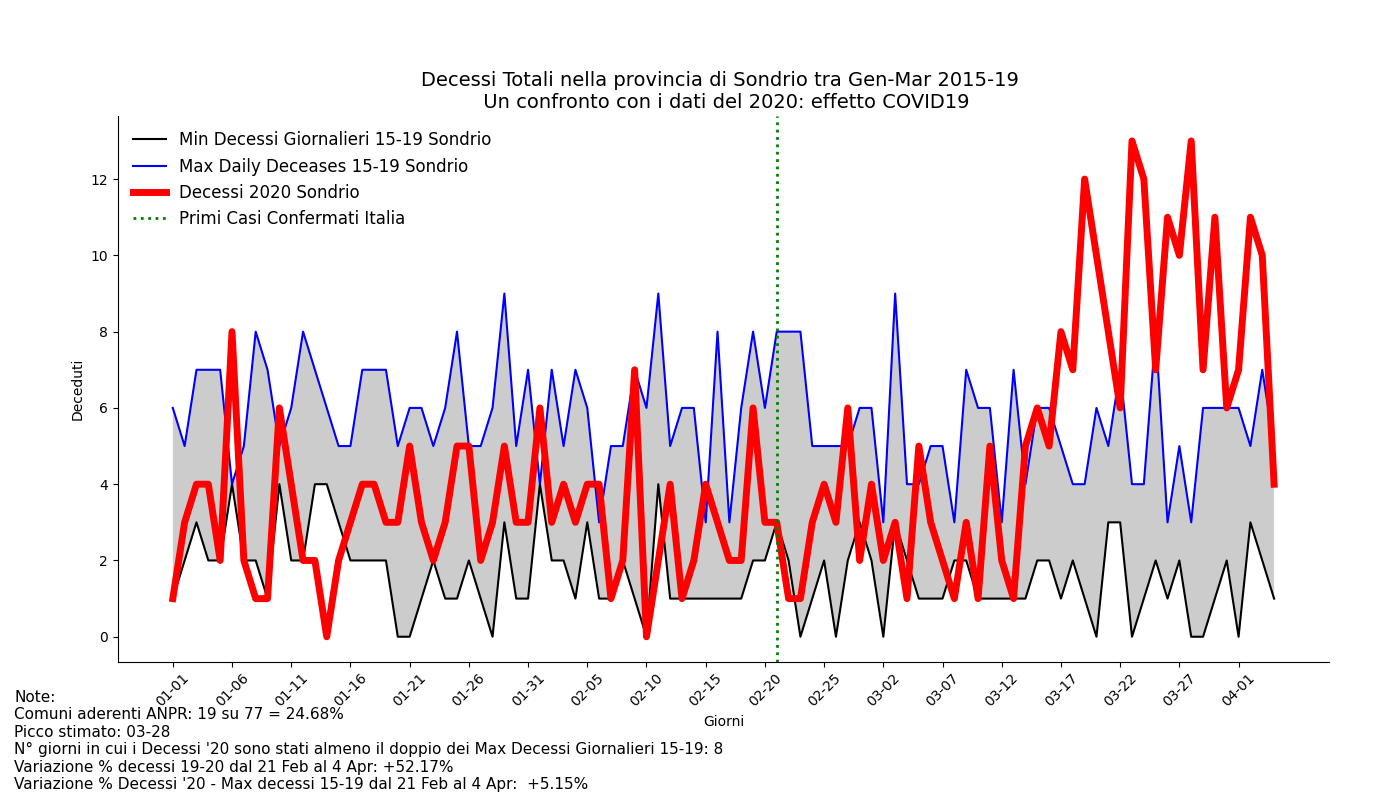 Decessi Totali nella provincia di Sondrio tra Gen-Mar 2015-19
Un confronto con i dati del 2020: effetto COVID19
Min Decessi Giornalieri 15-19 Sondrio
Max Daily Deceases 15-19 Sondrio
Decessi 2020 Sondrio
Primi Casi Confermati Italia
Deceduti
12
10
8
6
4
2
0
01-01 01-06 01-11 01-16 01-21 01-26 01-31 02-05 02-10 02-15 02-20 02-25 03-02 03-07 03-12 03-17 03-22 03-27 04-01
Giorni
Note:
Comuni aderenti ANPR: 19 su 77 = 24.68%
Picco stimato: 03-28
N° giorni in cui i Decessi '20 sono stati almeno il doppio dei Max Decessi Giornalieri 15-19: 8
Variazione % decessi 19-20 dal 21 Feb al 4 Apr: +52.17%
Variazione % Decessi '20 - Max decessi 15-19 dal 21 Feb al 4 Apr:  +5.15%